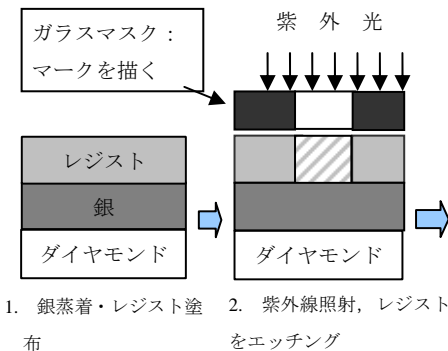 ガラスマスク：
マークを描く
紫 外 光
レジスト
銀
ダイヤモンド
ダイヤモンド
1. 銀蒸着・レジスト塗
布
2. 紫外線照射，レジスト
をエッチング